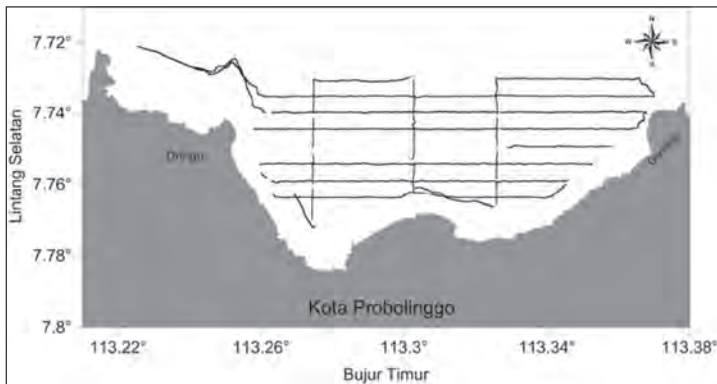 7.72°
7.74°
7.76°
7.78°
7.8°
Lintang Selatan
Dringu
Kota Probolinggo
113.22°
113.26°
113.3°
113.34°
113.38°
Bujur Timur